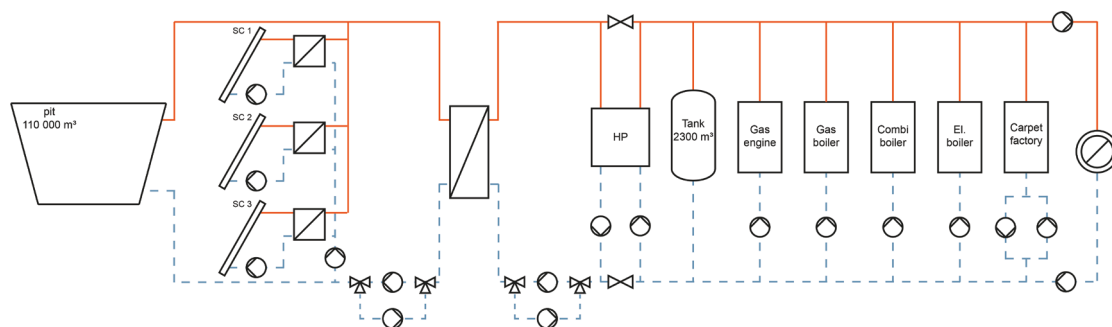 SC 1
pit
110 000 m³
SC 2
SC 3
HP
Tank
2300 m³
Gas
engine
Gas
boiler
Combi
boiler
El.
boiler
Carpet
factory